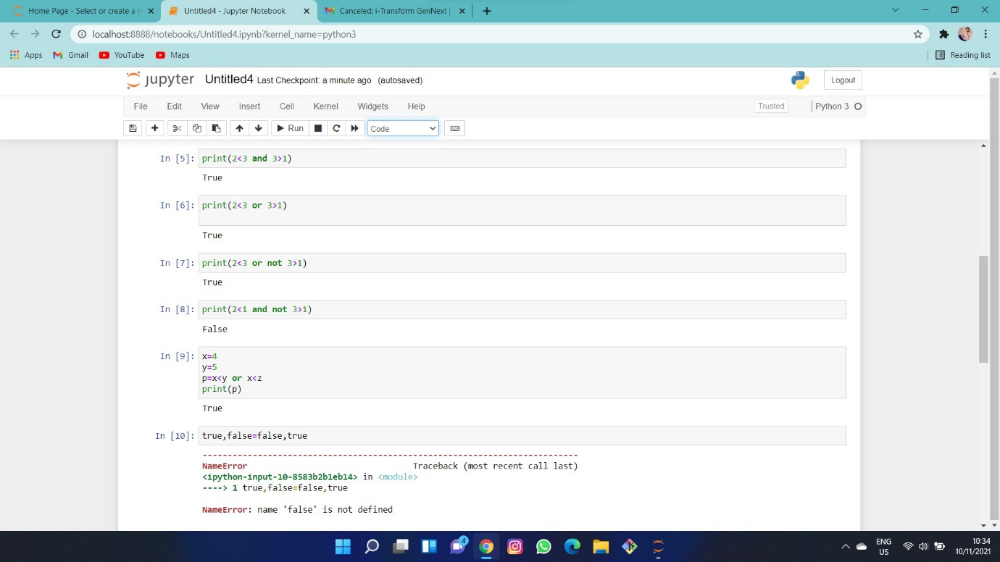 Home Page - Select or create a n
Untitled4 - Jupyter Notebook
Canceled: i-Transform GenNext |
localhost:8888/notebooks/Untitled4.ipynb?kernel_name=python3
Apps Gmail YouTube Maps Reading list
jupyter Untitled4 Last Checkpoint: a minute ago (autosaved) Logout
File Edit View Insert Cell Kernel Widgets Help Trusted Python 3
Run Code
In [5]: print(2<3 and 3>1)
True
In [6]: print(2<3 or 3>1)
True
In [7]: print(2<3 or not 3>1)
True
In [8]: print(2<1 and not 3>1)
False
In [9]: x=4
y=5
p=x<y or x<z
print(p)
True
In [10]: true,false=false,true
---------------------------------------------------------------------------
NameError Traceback (most recent call last)
<ipython-input-10-8583b2b1eb14> in <module>
----> 1 true,false=false,true
NameError: name 'false' is not defined
4
ENG
US
10:34
10/11/2021